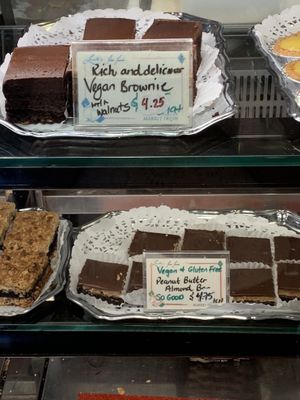 Rich and delicious
Vegan Brownie
with
walnuts $4.25
Vegan & Gluten Free
Peanut Butter
Almond
SO GOOD $4.75